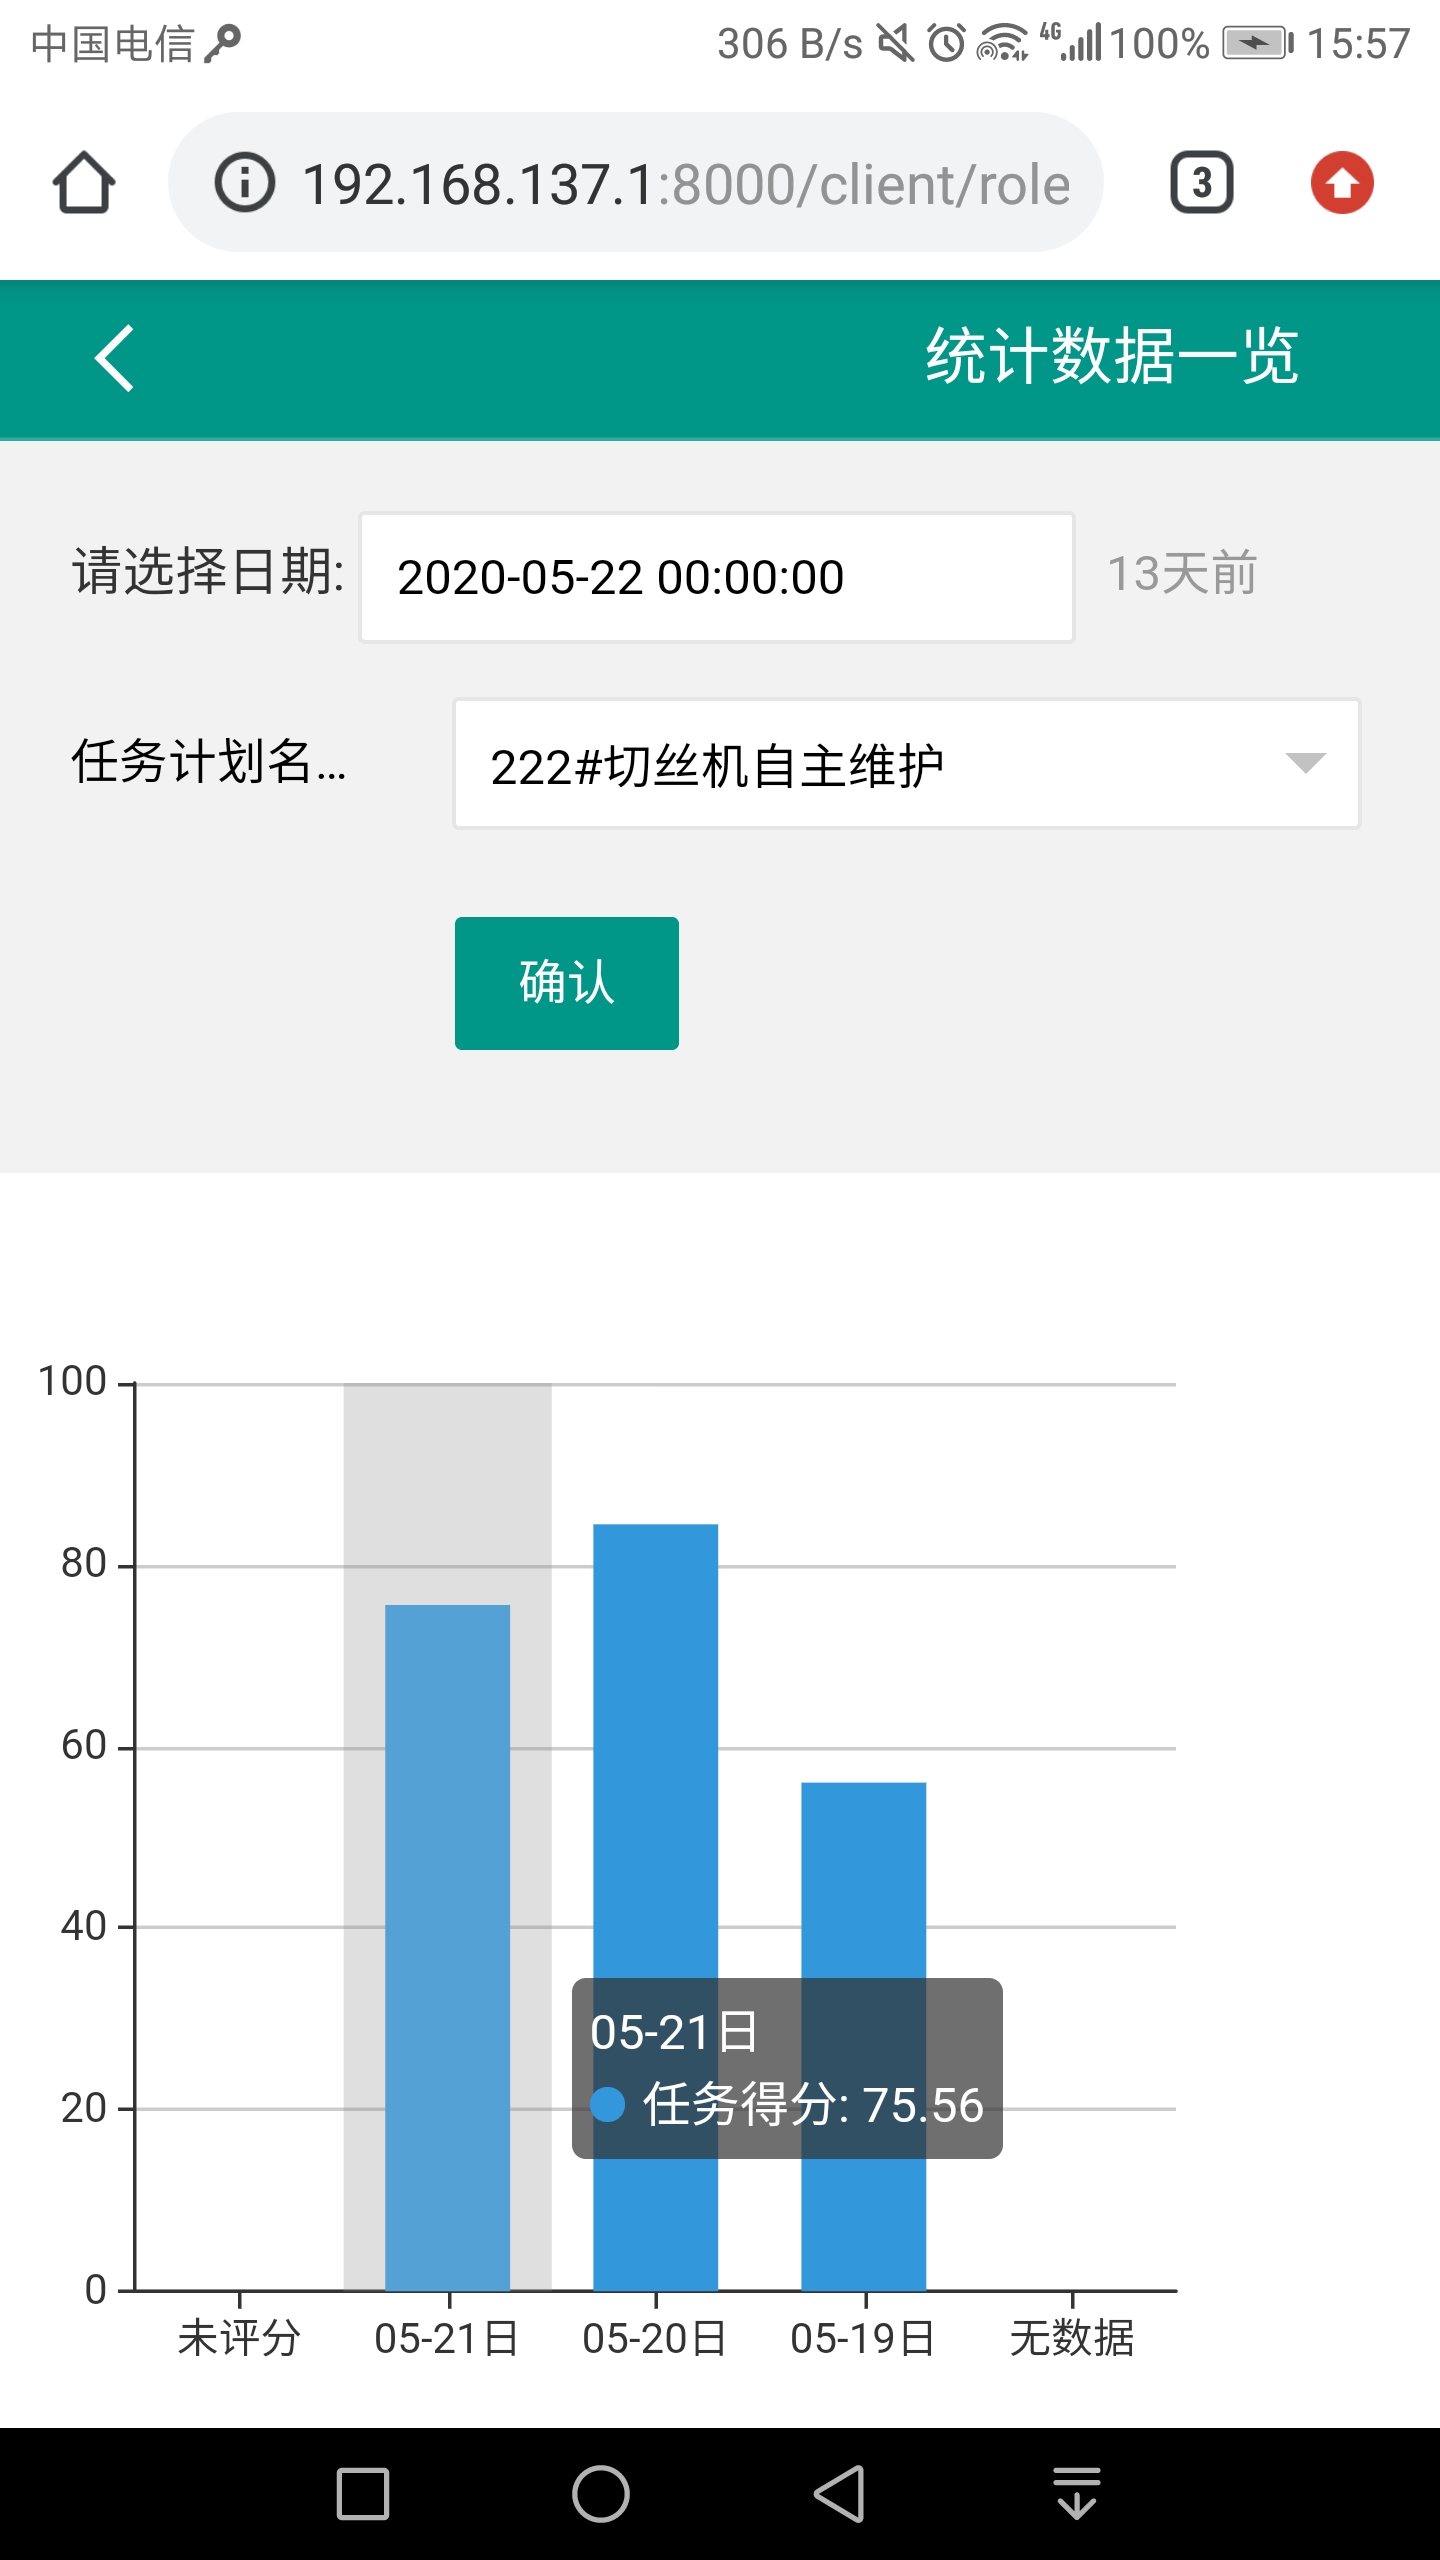 中国电信 306 B/s 4G 100% 15:57
192.168.137.1:8000/client/role 3
统计数据一览
请选择日期: 2020-05-22 00:00:00 13天前
任务计划名... 222#切丝机自主维护
确认
100
80
60
40
20
0
05-21日
任务得分: 75.56
未评分 05-21日 05-20日 05-19日 无数据